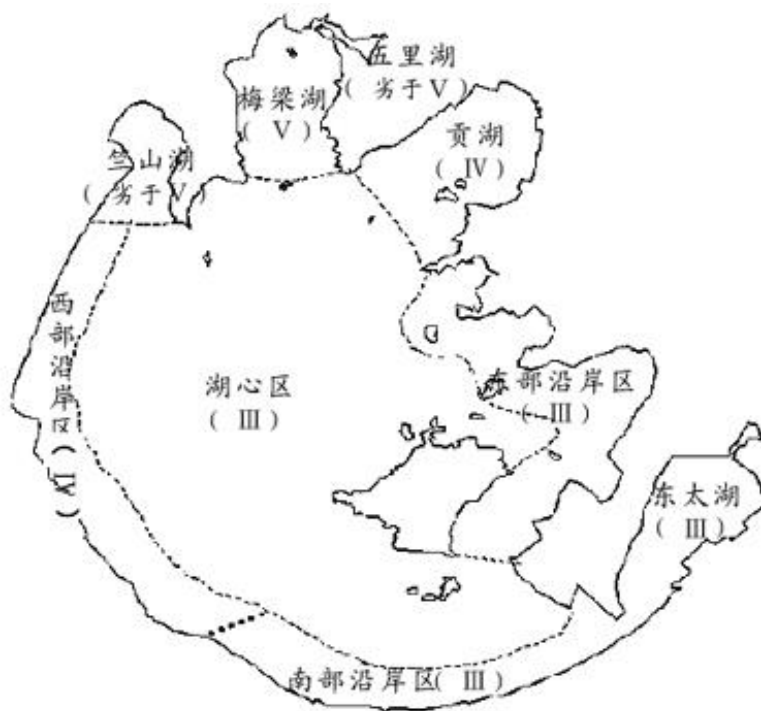 五里湖
(劣于Ⅴ)
梅梁湖
(Ⅴ)
贡湖
(Ⅳ)
竺山湖
(劣于Ⅴ)
西部沿岸区(Ⅳ)
湖心区
(Ⅲ)
东部沿岸区
(Ⅲ)
东太湖
(Ⅲ)
南部沿岸区(Ⅲ)